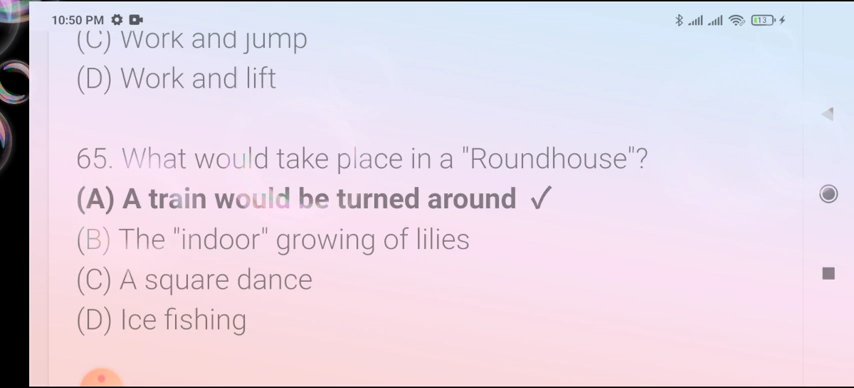 10:50 PM
13
(C) Work and jump
(D) Work and lift
65. What would take place in a "Roundhouse"?
(A) A train would be turned around ✓
(B) The "indoor" growing of lilies
(C) A square dance
(D) Ice fishing